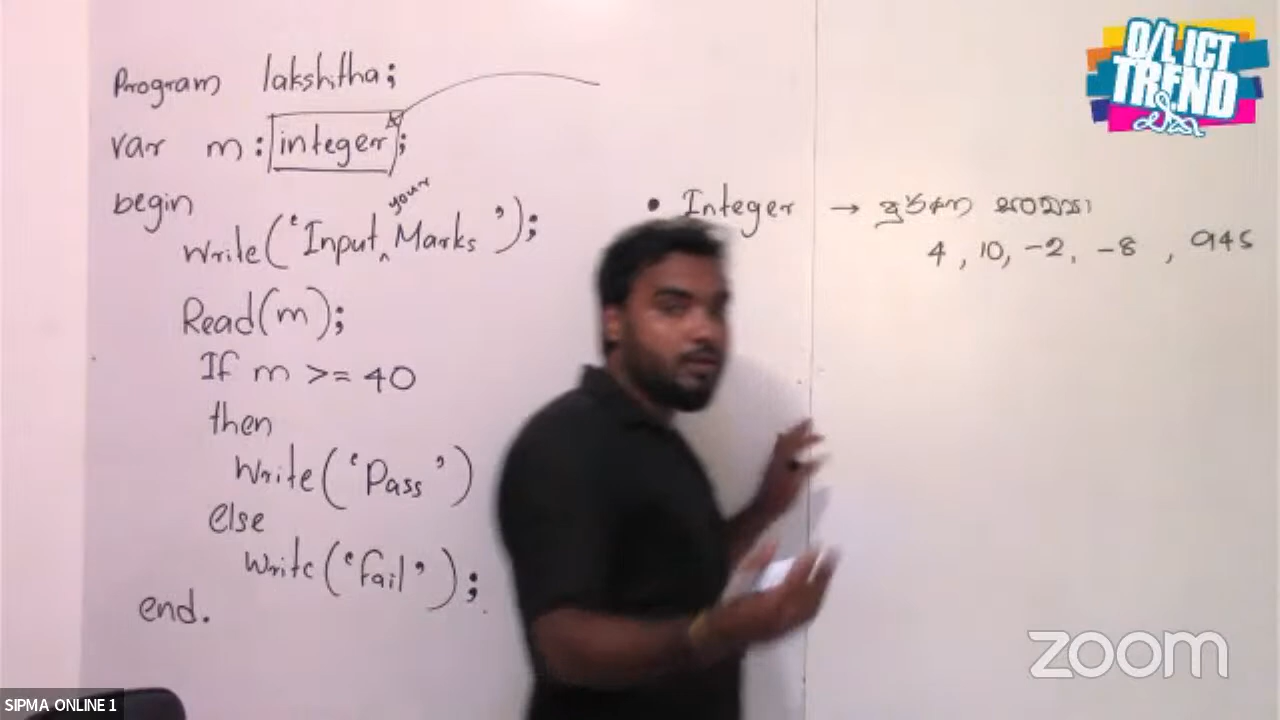 Program lakshitha;
var m : integer;
begin
Write('Input your Marks');
Read(m);
If m >= 40
then
Write('Pass')
Else
Write('fail');
end.
• Integer → පූර්ණ සංඛ්‍යා
4, 10, -2, -8, 945
O/L ICT
TREND
zoom
SIPMA ONLINE 1